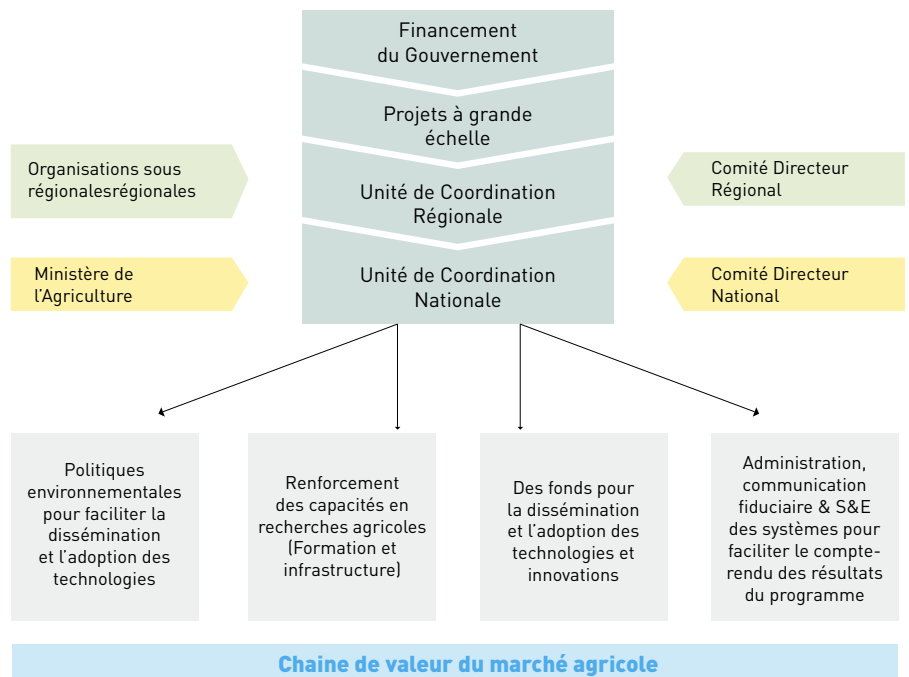 Financement
du Gouvernement
Projets à grande
échelle
Organisations sous
régionalesrégionales
Unité de Coordination
Régionale
Comité Directeur
Régional
Ministère de
l’Agriculture
Unité de Coordination
Nationale
Comité Directeur
National
Politiques
environnementales
pour faciliter la
dissémination
et l’adoption des
technologies
Renforcement
des capacités en
recherches agricoles
(Formation et
infrastructure)
Des fonds pour
la dissémination
et l’adoption des
technologies et
innovations
Administration,
communication
fiduciaire & S&E
des systèmes pour
faciliter le compte-
rendu des résultats
du programme
Chaine de valeur du marché agricole